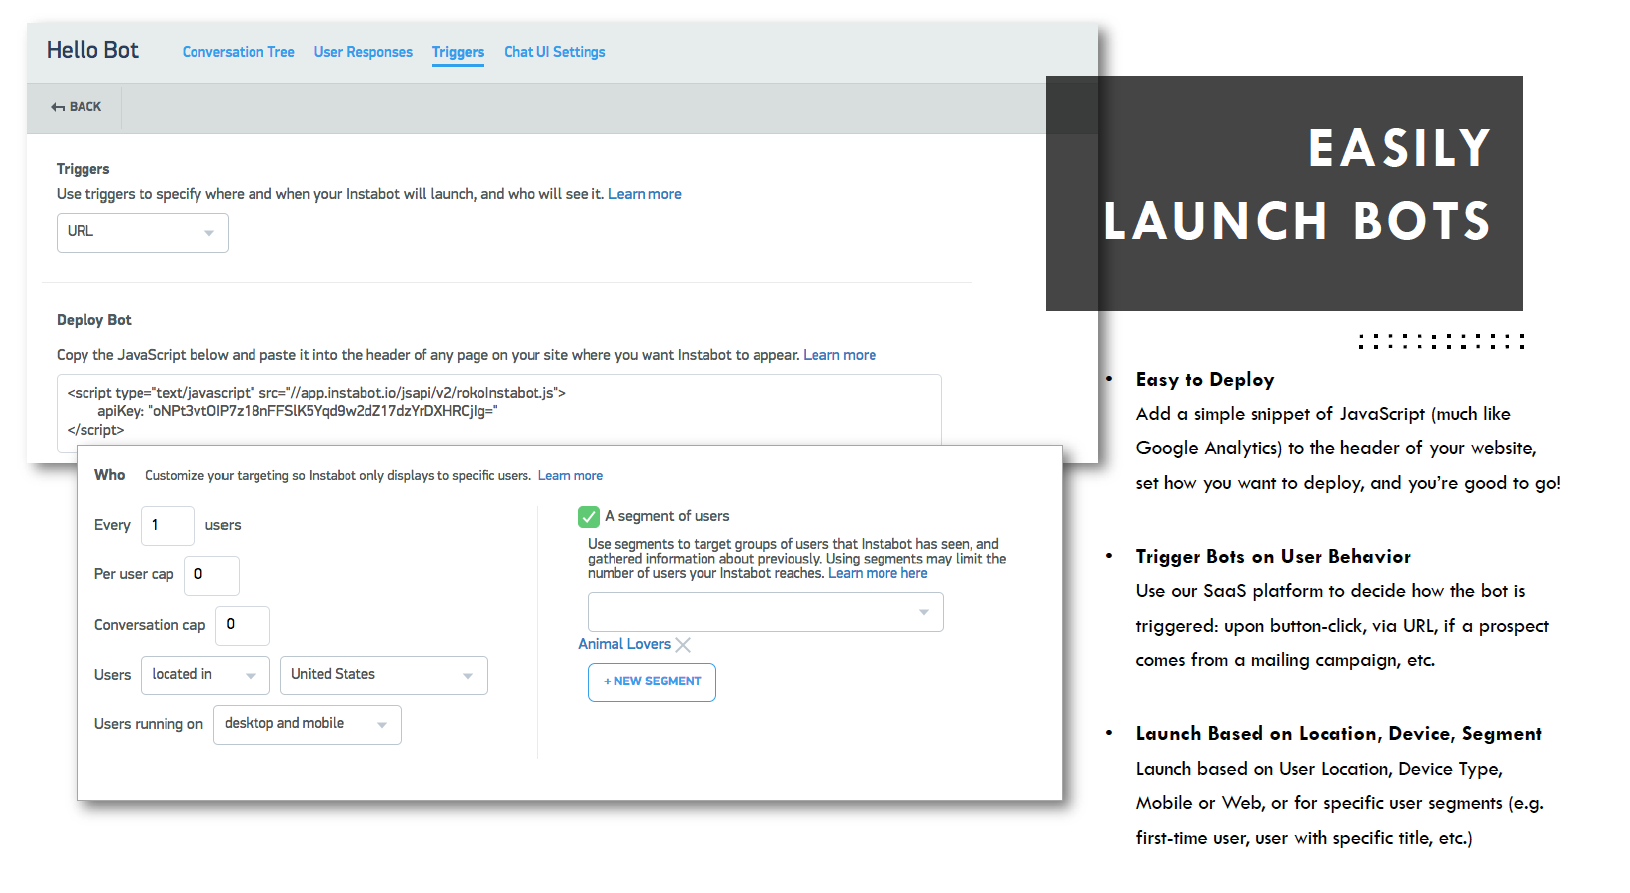 Hello Bot Conversation Tree User Responses Triggers Chat UI Settings
BACK
Triggers
Use triggers to specify where and when your Instabot will launch, and who will see it. Learn more
URL
Deploy Bot
Copy the JavaScript below and paste it into the header of any page on your site where you want Instabot to appear. Learn more
<script type="text/javascript" src="//app.instabot.io/jsapi/v2/rokoInstabot.js">
apiKey: "oNPt3vtOIP7z18nFFSlK5Yqd9w2dZ17dzYrDXHRCjIg="
</script>
Who Customize your targeting so Instabot only displays to specific users. Learn more
Every 1 users
Per user cap 0
Conversation cap 0
Users located in United States
Users running on desktop and mobile
A segment of users
Use segments to target groups of users that Instabot has seen, and
gathered information about previously. Using segments may limit the
number of users your Instabot reaches. Learn more here
Animal Lovers
+ NEW SEGMENT
EASILY
LAUNCH BOTS
• Easy to Deploy
Add a simple snippet of JavaScript (much like
Google Analytics) to the header of your website,
set how you want to deploy, and you're good to go!
• Trigger Bots on User Behavior
Use our SaaS platform to decide how the bot is
triggered: upon button-click, via URL, if a prospect
comes from a mailing campaign, etc.
• Launch Based on Location, Device, Segment
Launch based on User Location, Device Type,
Mobile or Web, or for specific user segments (e.g.
first-time user, user with specific title, etc.)